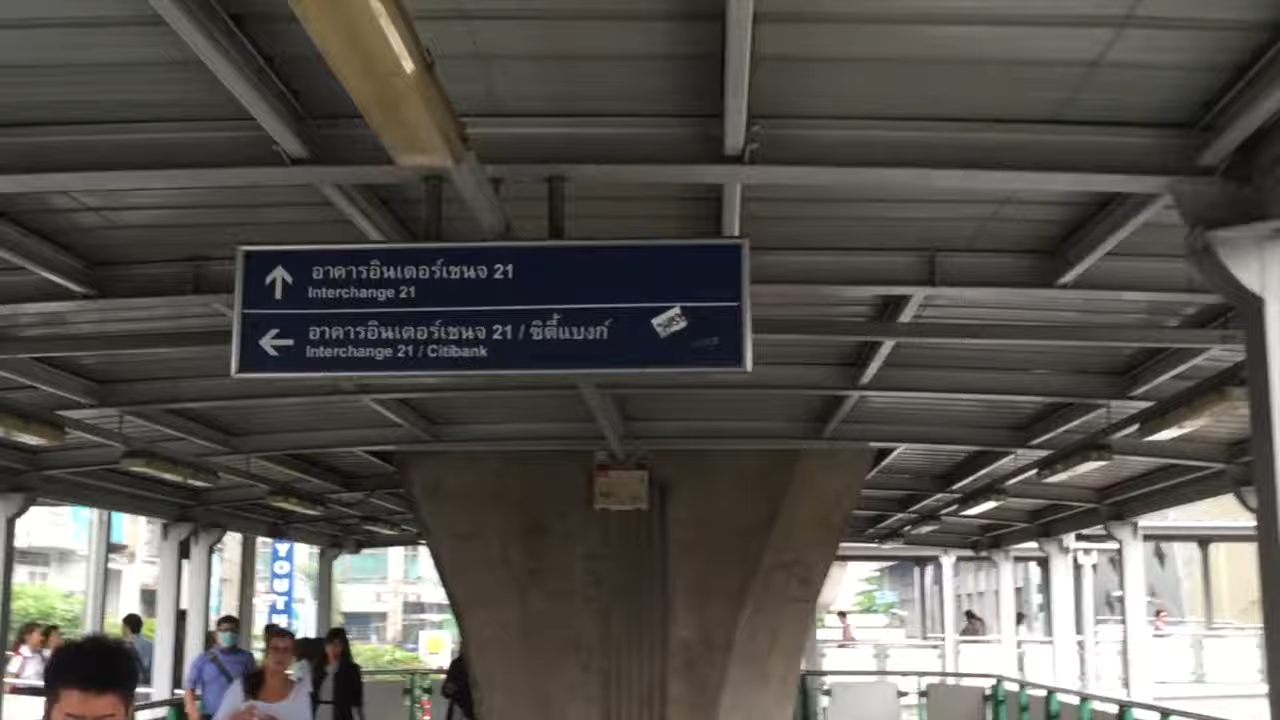 อาคารอินเตอร์เชนจ 21
Interchange 21
อาคารอินเตอร์เชนจ 21 / ซิตี้แบงก์
Interchange 21 / Citibank